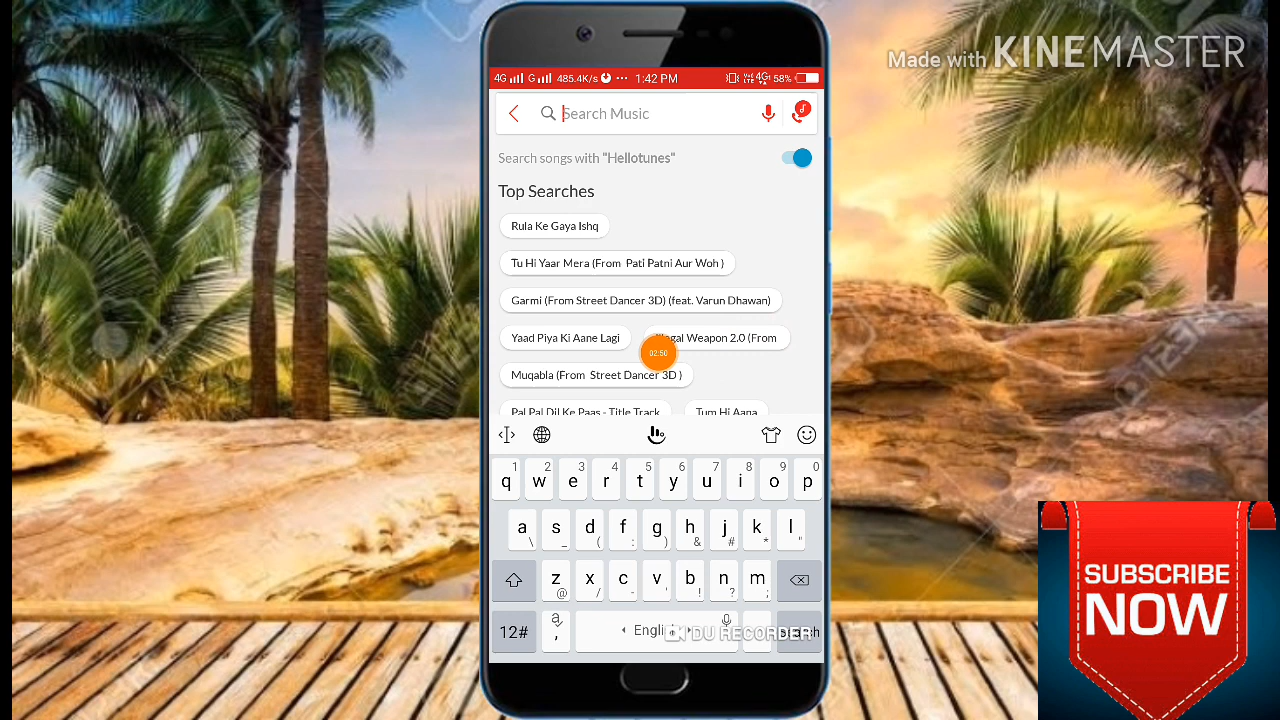 Made with KINEMASTER
4G G 485.4K/s ... 1:42 PM 4G 58%
Search Music
Search songs with "Hellotunes"
Top Searches
Rula Ke Gaya Ishq
Tu Hi Yaar Mera (From Pati Patni Aur Woh )
Garmi (From Street Dancer 3D) (feat. Varun Dhawan)
Yaad Piya Ki Aane Lagi
Weapon 2.0 (From
02:50
Muqabla (From Street Dancer 3D )
Pal Pal Dil Ke Paas - Title Track Tum Hi Aana
1 2 3 4 5 6 7 8 9 0
q w e r t y u i o p
a s d f g h j k l
\ _ ( : ) & # * "
z x c v b n m
@ / - ' ! ? ;
12# a , DU RECORDER
SUBSCRIBE
NOW